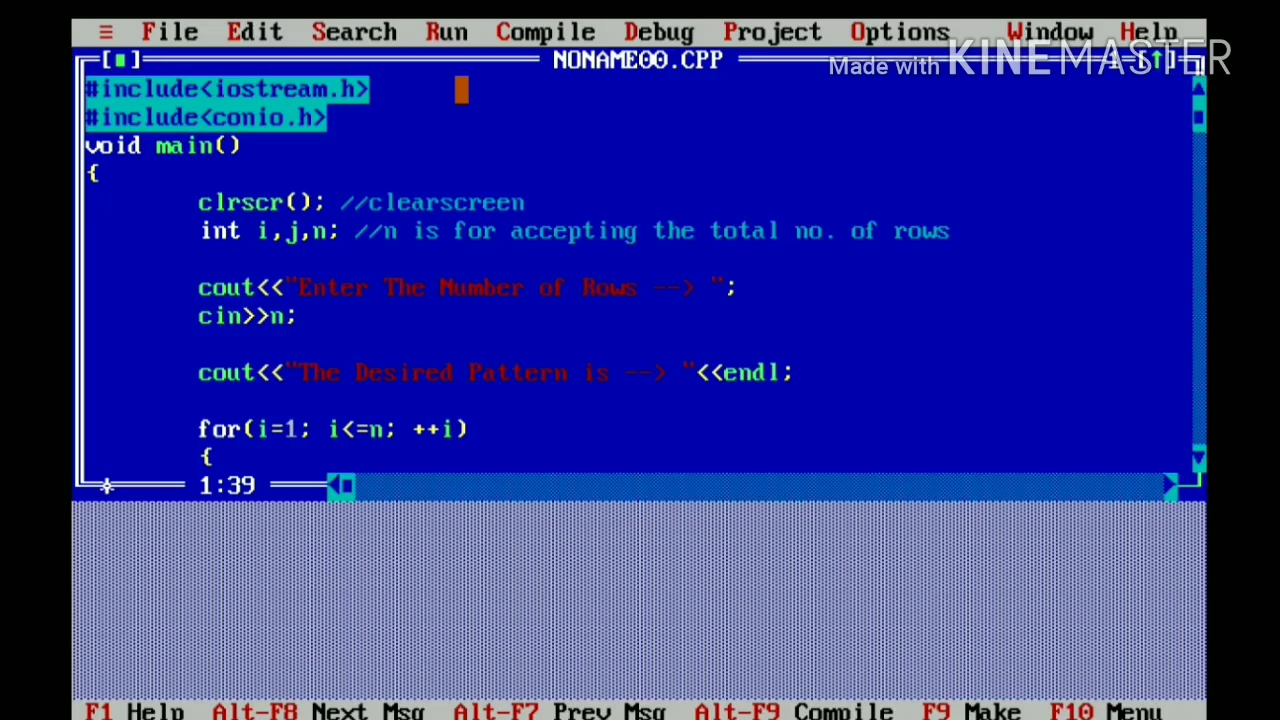 ≡ File Edit Search Run Compile Debug Project Options Window Help
NONAME00.CPP
Made with KINEMASTER
#include<iostream.h>
#include<conio.h>
void main()
{
clrscr(); //clearscreen
int i,j,n; //n is for accepting the total no. of rows
cout<<"Enter The Number of Rows --> ";
cin>>n;
cout<<"The Desired Pattern is --> "<<endl;
for(i=1; i<=n; ++i)
{
1:39
F1 Help Alt-F8 Next Msg Alt-F7 Prev Msg Alt-F9 Compile F9 Make F10 Menu